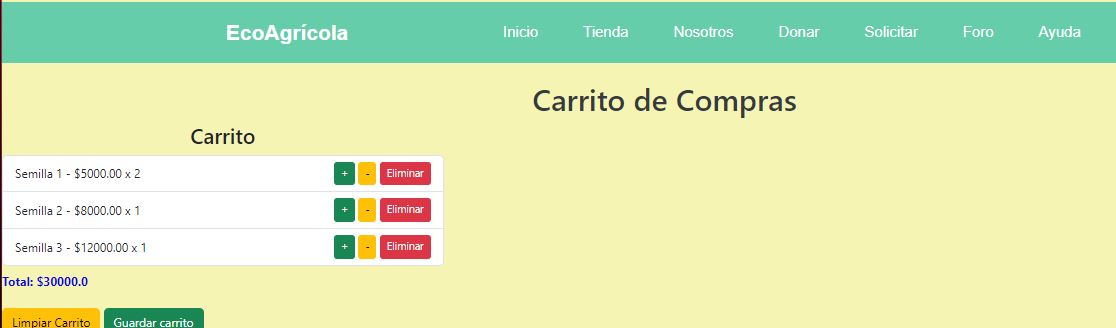 EcoAgrícola Inicio Tienda Nosotros Donar Solicitar Foro Ayuda
Carrito de Compras
Carrito
Semilla 1 - $5000.00 x 2 + - Eliminar
Semilla 2 - $8000.00 x 1 + - Eliminar
Semilla 3 - $12000.00 x 1 + - Eliminar
Total: $30000.0
Limpiar Carrito Guardar carrito